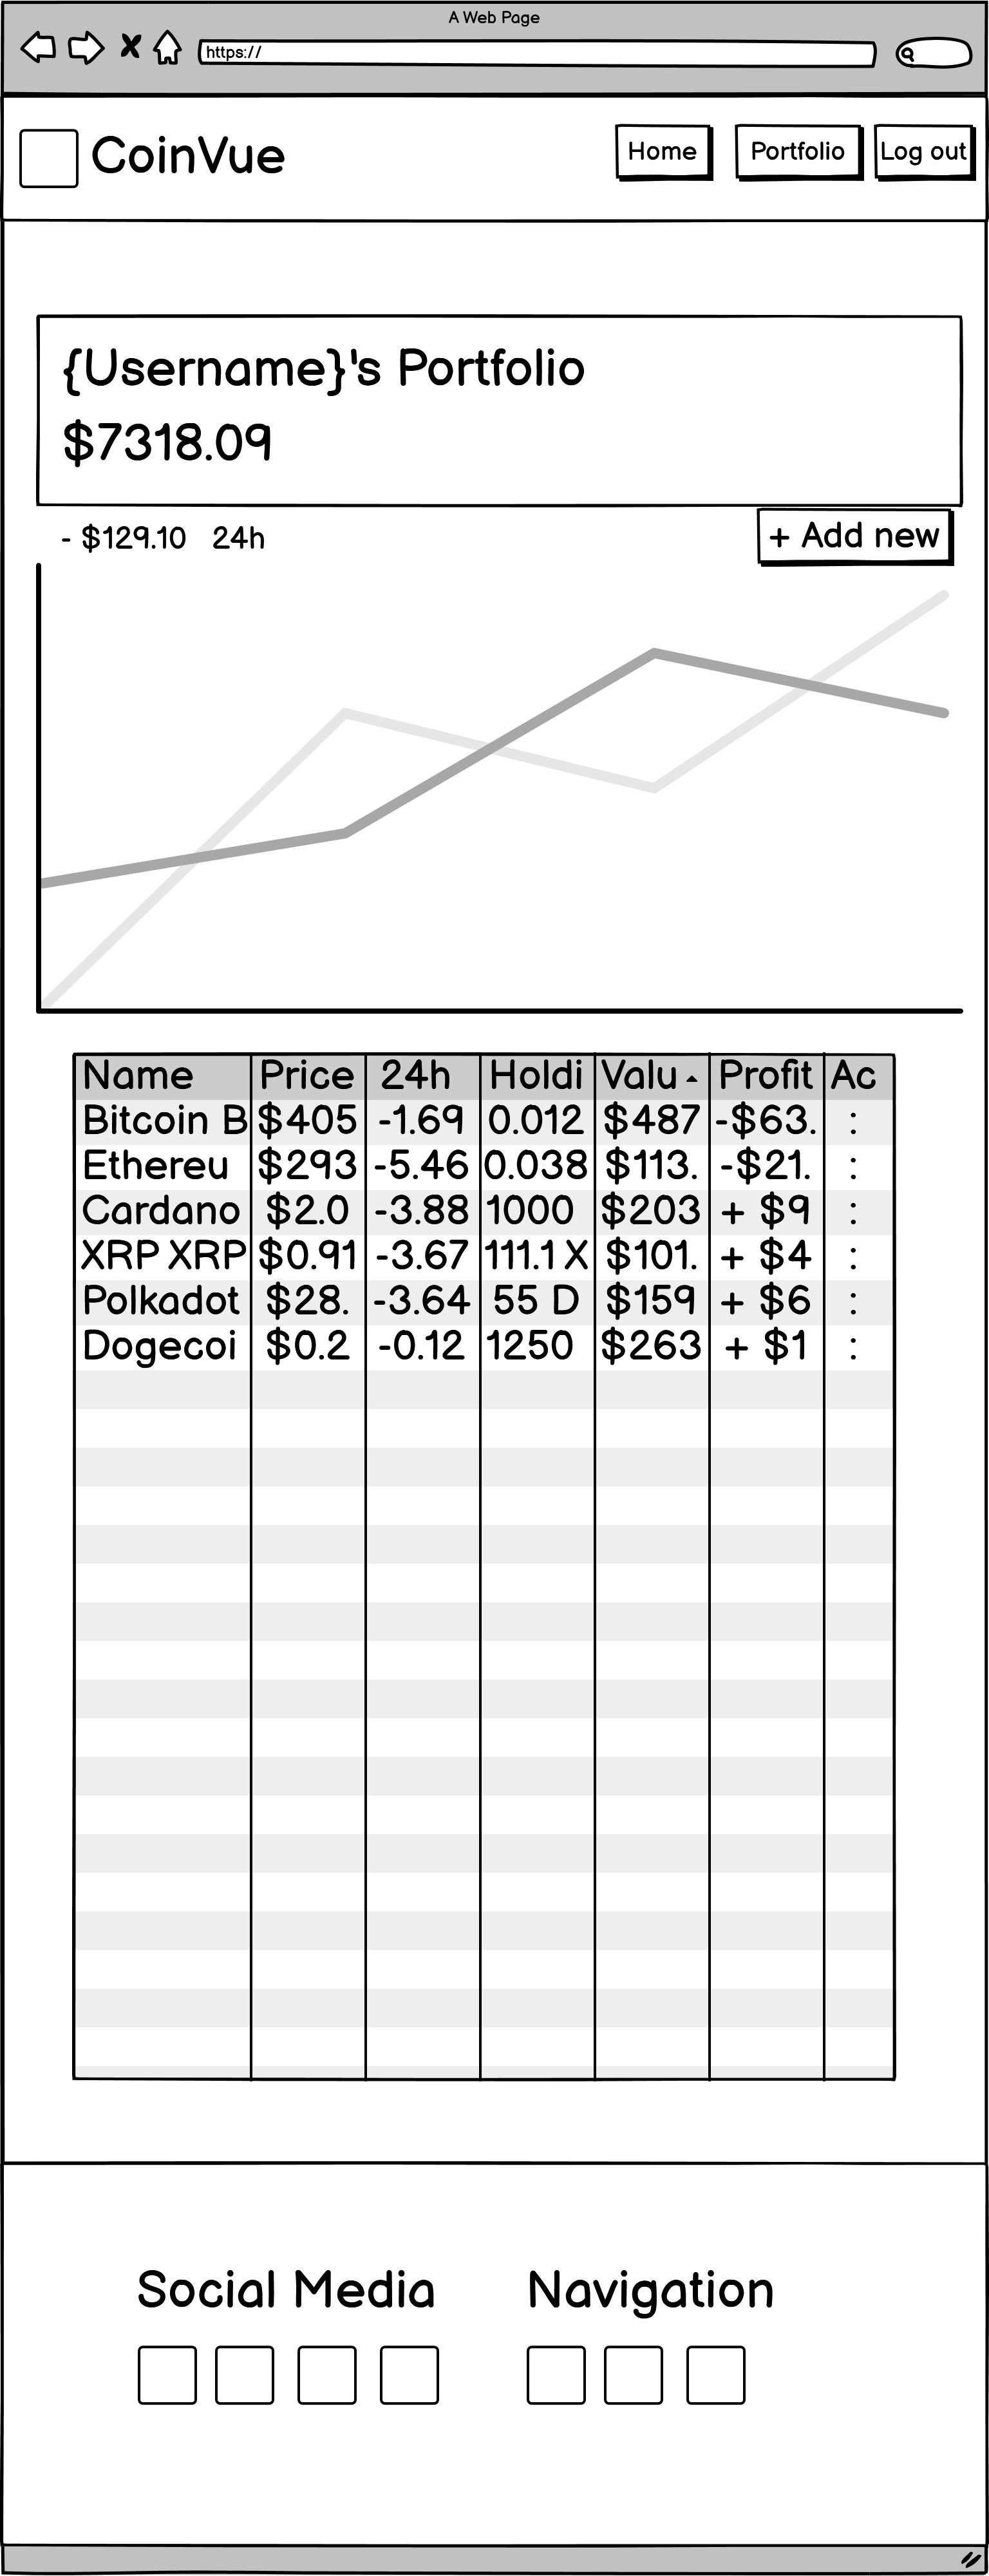 A Web Page
https://
CoinVue
Home Portfolio Log out
{Username}'s Portfolio
$7318.09
- $129.10 24h
+ Add new
Name Price 24h Holdi Valu Profit Ac
Bitcoin B $405 -1.69 0.012 $487 -$63. :
Ethereu $293 -5.46 0.038 $113. -$21. :
Cardano $2.0 -3.88 1000 $203 + $9 :
XRP XRP $0.91 -3.67 111.1 X $101. + $4 :
Polkadot $28. -3.64 55 D $159 + $6 :
Dogecoi $0.2 -0.12 1250 $263 + $1 :
Social Media Navigation